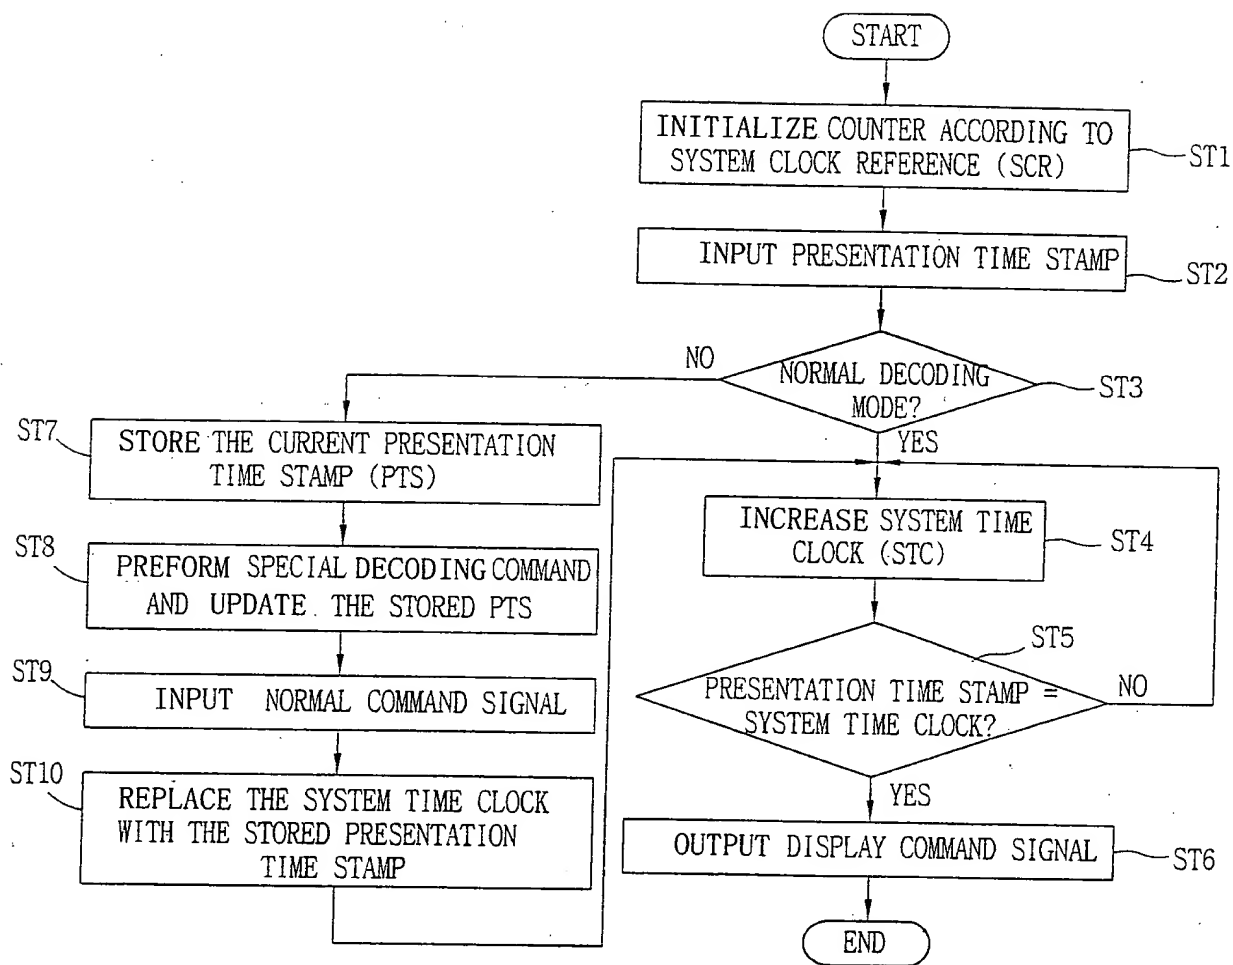 START
INITIALIZE COUNTER ACCORDING TO
SYSTEM CLOCK REFERENCE (SCR)
ST1
INPUT PRESENTATION TIME STAMP
ST2
NORMAL DECODING
MODE?
ST3
NO
YES
ST7
STORE THE CURRENT PRESENTATION
TIME STAMP (PTS)
INCREASE SYSTEM TIME
CLOCK (STC)
ST4
ST8
PREFORM SPECIAL DECODING COMMAND
AND UPDATE THE STORED PTS
ST5
ST9
INPUT NORMAL COMMAND SIGNAL
PRESENTATION TIME STAMP =
SYSTEM TIME CLOCK?
NO
YES
ST10
REPLACE THE SYSTEM TIME CLOCK
WITH THE STORED PRESENTATION
TIME STAMP
OUTPUT DISPLAY COMMAND SIGNAL
ST6
END